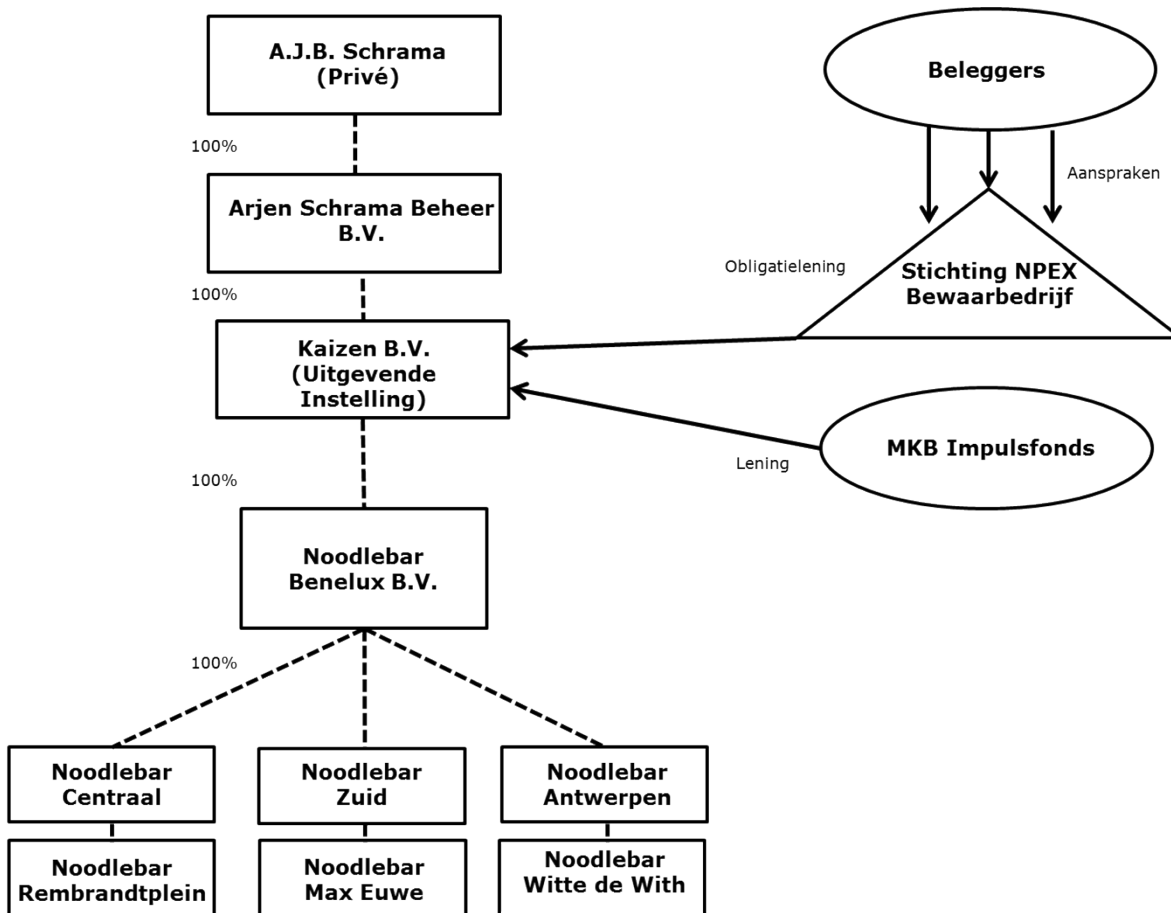 A.J.B. Schrama
(Privé)
Beleggers
100%
Aanspraken
Arjen Schrama Beheer
B.V.
Obligatielening
Stichting NPEX
Bewaarbedrijf
100%
Kaizen B.V.
(Uitgevende
Instelling)
MKB Impulsfonds
Lening
100%
Noodlebar
Benelux B.V.
100%
Noodlebar
Centraal
Noodlebar
Zuid
Noodlebar
Antwerpen
Noodlebar
Rembrandtplein
Noodlebar
Max Euwe
Noodlebar
Witte de With